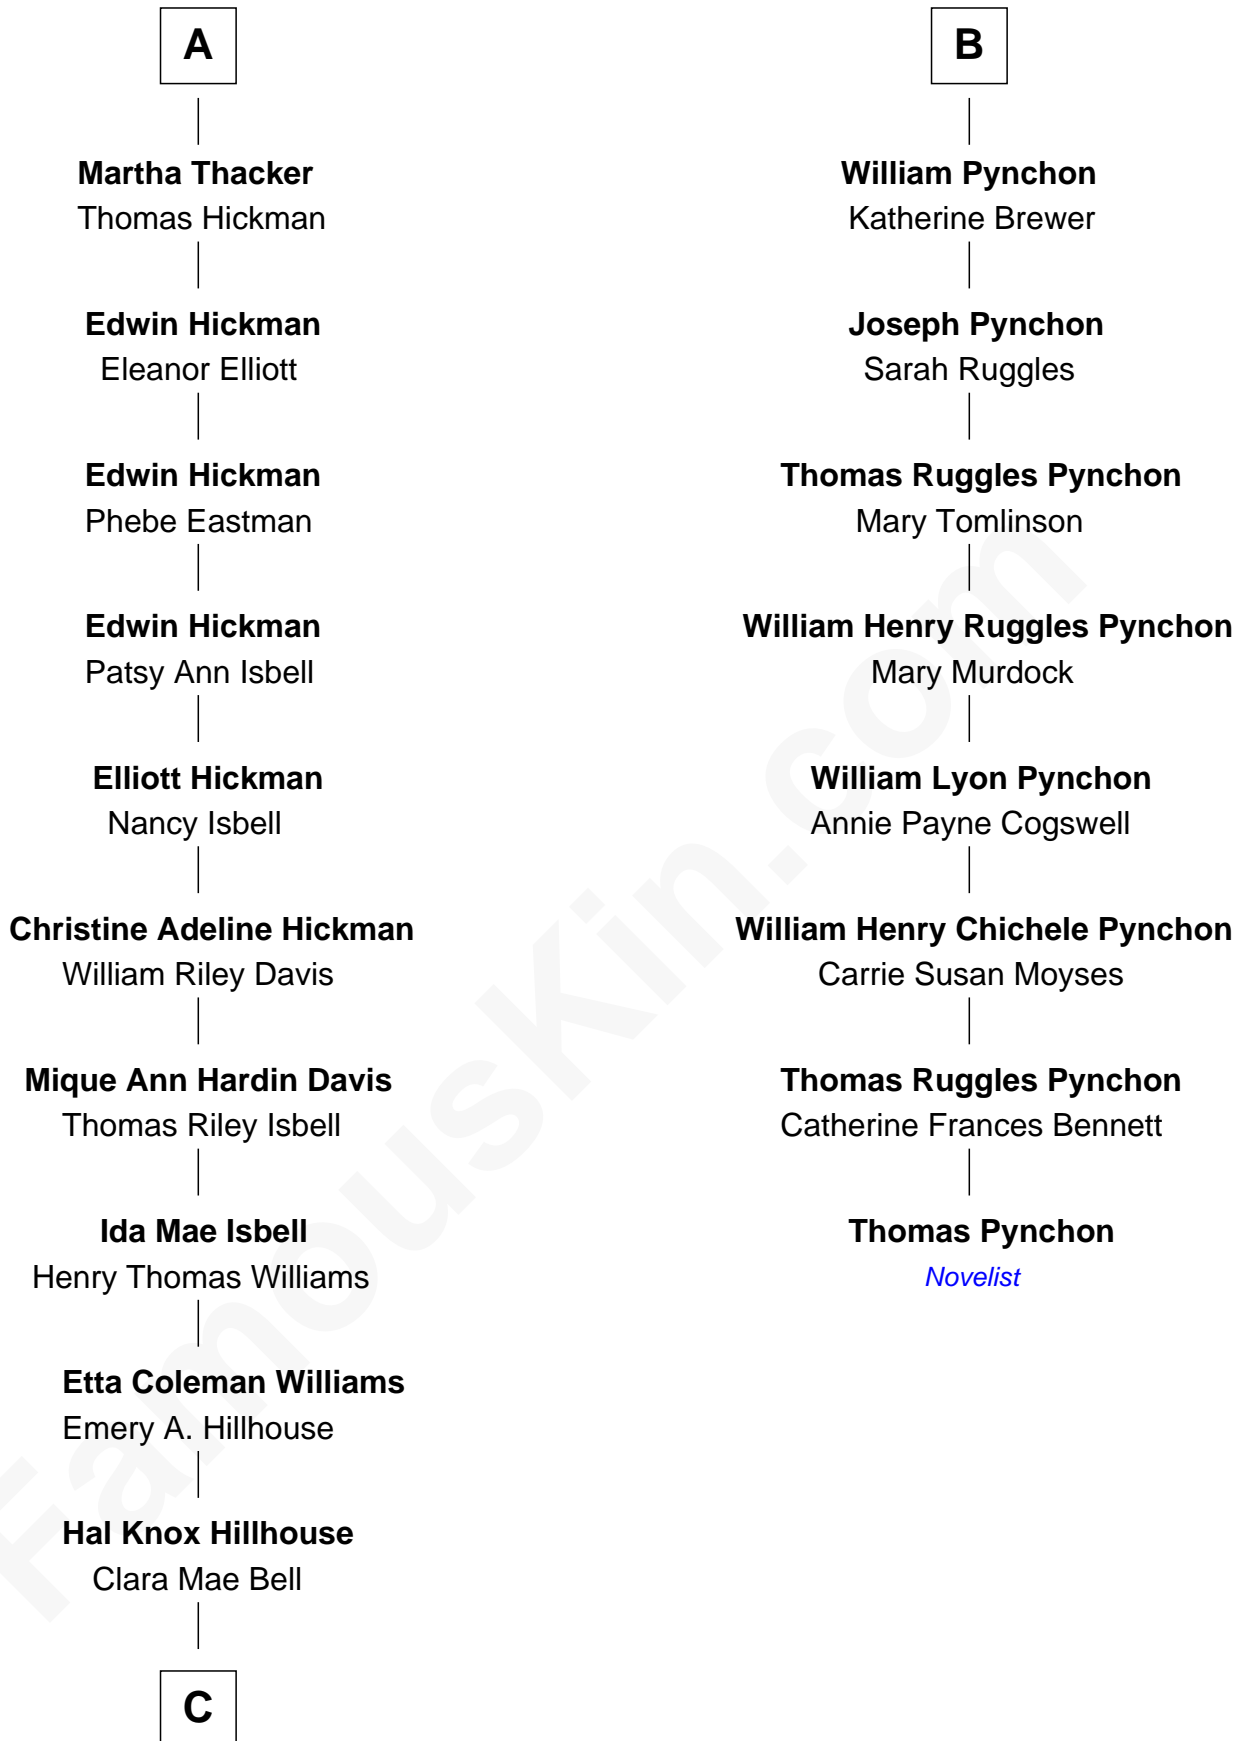 A
Martha Thacker
Thomas Hickman
Edwin Hickman
Eleanor Elliott
Edwin Hickman
Phebe Eastman
Edwin Hickman
Patsy Ann Isbell
Elliott Hickman
Nancy Isbell
Christine Adeline Hickman
William Riley Davis
Mique Ann Hardin Davis
Thomas Riley Isbell
Ida Mae Isbell
Henry Thomas Williams
Etta Coleman Williams
Emery A. Hillhouse
Hal Knox Hillhouse
Clara Mae Bell
C
B
William Pynchon
Katherine Brewer
Joseph Pynchon
Sarah Ruggles
Thomas Ruggles Pynchon
Mary Tomlinson
William Henry Ruggles Pynchon
Mary Murdock
William Lyon Pynchon
Annie Payne Cogswell
William Henry Chichele Pynchon
Carrie Susan Moyses
Thomas Ruggles Pynchon
Catherine Frances Bennett
Thomas Pynchon
Novelist
FamousKin.com